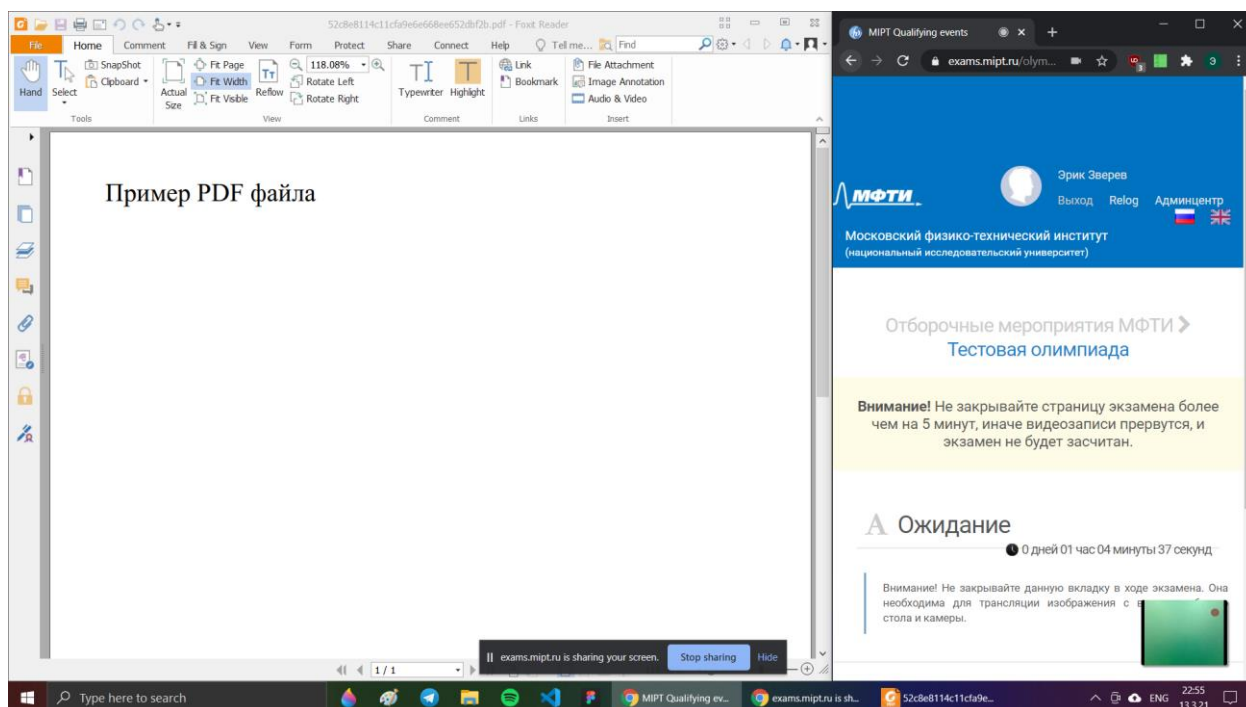 52c8e8114c11cfa9e6e668ee652dbf2b.pdf - Foxit Reader
File Home Comment Fill & Sign View Form Protect Share Connect Help Tell me... Find
Hand
Select
SnapShot
Clipboard
Actual Size
Fit Page
Fit Width
Fit Visible
Reflow
118.08%
Rotate Left
Rotate Right
Typewriter
Highlight
Link
Bookmark
File Attachment
Image Annotation
Audio & Video
Tools View Comment Links Insert
Пример PDF файла
1 / 1
exams.mipt.ru is sharing your screen. Stop sharing Hide
MIPT Qualifying events
exams.mipt.ru/olym...
3
Э
Эрик Зверев
Выход Relog Админцентр
МФТИ
Московский физико-технический институт
(национальный исследовательский университет)
Отборочные мероприятия МФТИ
Тестовая олимпиада
Внимание! Не закрывайте страницу экзамена более
чем на 5 минут, иначе видеозаписи прервутся, и
экзамен не будет засчитан.
A Ожидание
0 дней 01 час 04 минуты 37 секунд
Внимание! Не закрывайте данную вкладку в ходе экзамена. Она
необходима для трансляции изображения с
стола и камеры.
Type here to search
MIPT Qualifying ev...
exams.mipt.ru is sh...
52c8e8114c11cfa9e...
ENG
22:55
13.3.21